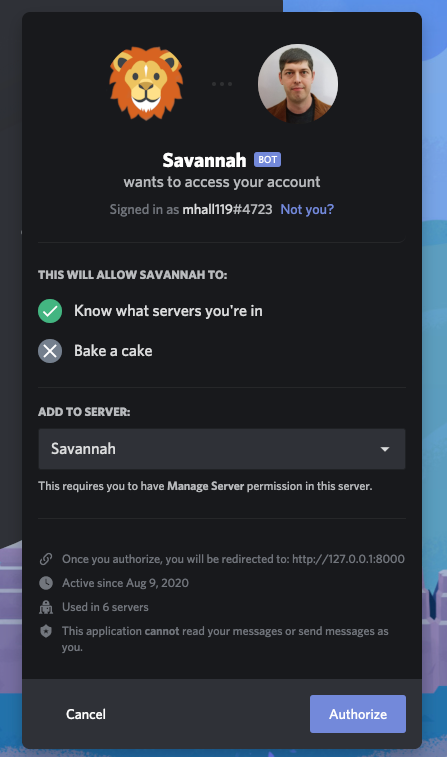 Savannah BOT
wants to access your account
Signed in as mhall119#4723 Not you?
THIS WILL ALLOW SAVANNAH TO:
Know what servers you're in
Bake a cake
ADD TO SERVER:
Savannah
This requires you to have Manage Server permission in this server.
Once you authorize, you will be redirected to: http://127.0.0.1:8000
Active since Aug 9, 2020
Used in 6 servers
This application cannot read your messages or send messages as
you.
Cancel
Authorize